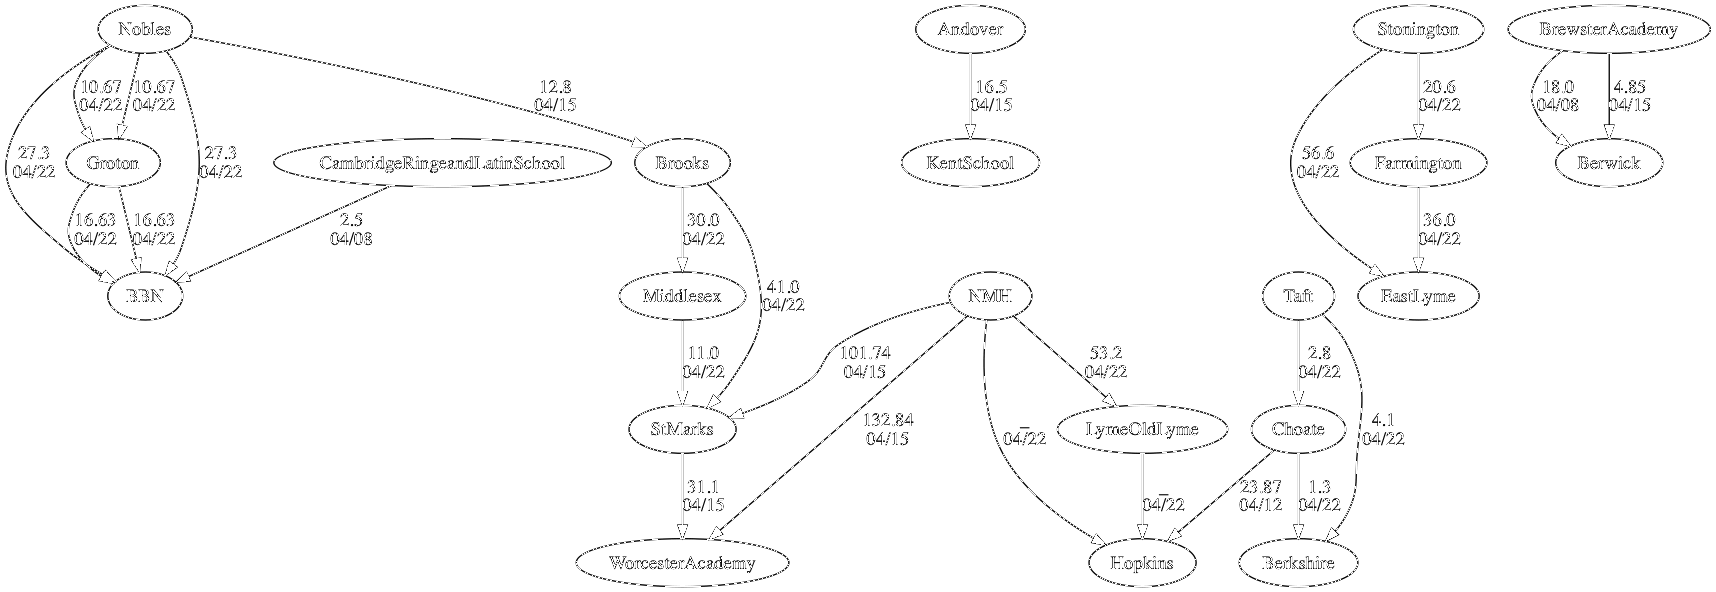 Nobles
Andover
Stonington
BrewsterAcademy
10.67
04/22
10.67
04/22
12.8
04/15
16.5
04/15
20.6
04/22
18.0
04/08
4.85
04/15
27.3
04/22
Groton
27.3
04/22
CambridgeRingeandLatinSchool
Brooks
KentSchool
56.6
04/22
Farmington
Berwick
16.63
04/22
16.63
04/22
2.5
04/08
30.0
04/22
36.0
04/22
BBN
Middlesex
41.0
04/22
NMH
Taft
EastLyme
11.0
04/22
101.74
04/15
53.2
04/22
2.8
04/22
StMarks
132.84
04/15
_
04/22
LymeOldLyme
Choate
4.1
04/22
31.1
04/15
_
04/22
23.87
04/12
1.3
04/22
WorcesterAcademy
Hopkins
Berkshire